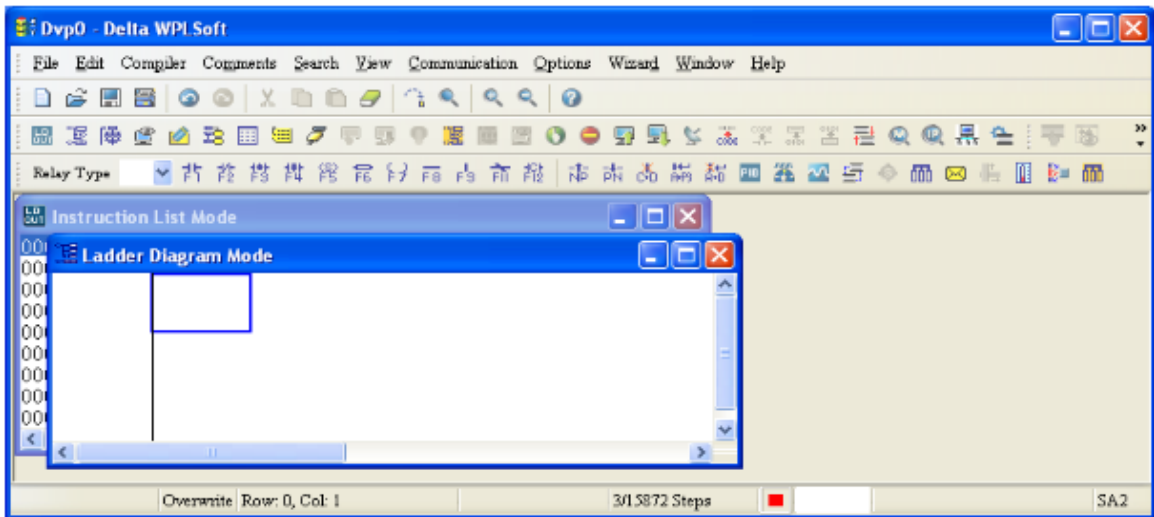 Dvp0 - Delta WPLSoft
File Edit Compiler Comments Search View Communication Options Wizard Window Help
Relay Type
Instruction List Mode
Ladder Diagram Mode
Overwrite Row: 0, Col: 1 3/15872 Steps SA2